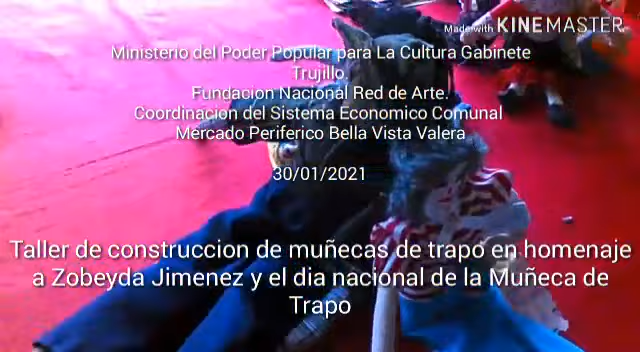 Made with KINEMASTER
Ministerio del Poder Popular para La Cultura Gabinete
Trujillo.
Fundacion Nacional Red de Arte.
Coordinacion del Sistema Economico Comunal
Mercado Periferico Bella Vista Valera
30/01/2021
Taller de construccion de muñecas de trapo en homenaje
a Zobeyda Jimenez y el dia nacional de la Muñeca de
Trapo